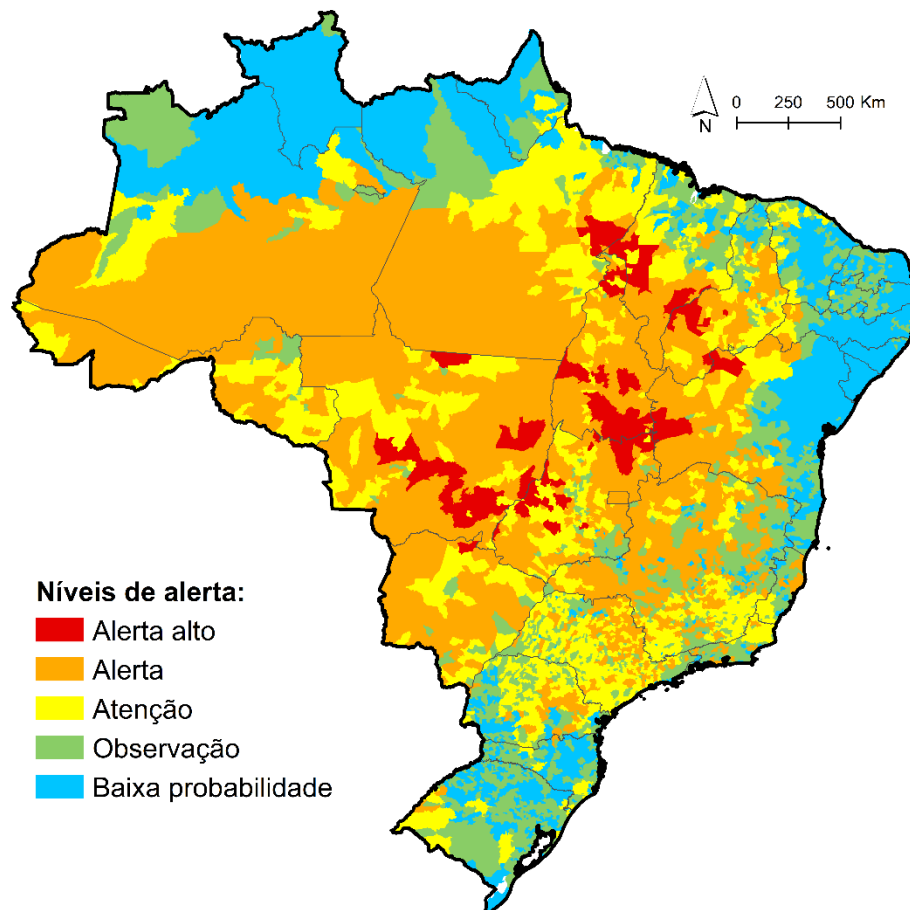 N
0 250 500 Km
Níveis de alerta:
Alerta alto
Alerta
Atenção
Observação
Baixa probabilidade